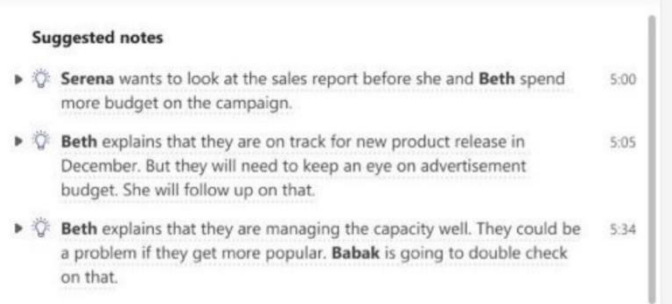 Suggested notes
Serena wants to look at the sales report before she and Beth spend 5:00
more budget on the campaign.
Beth explains that they are on track for new product release in 5:05
December. But they will need to keep an eye on advertisement
budget. She will follow up on that.
Beth explains that they are managing the capacity well. They could be 5:34
a problem if they get more popular. Babak is going to double check
on that.